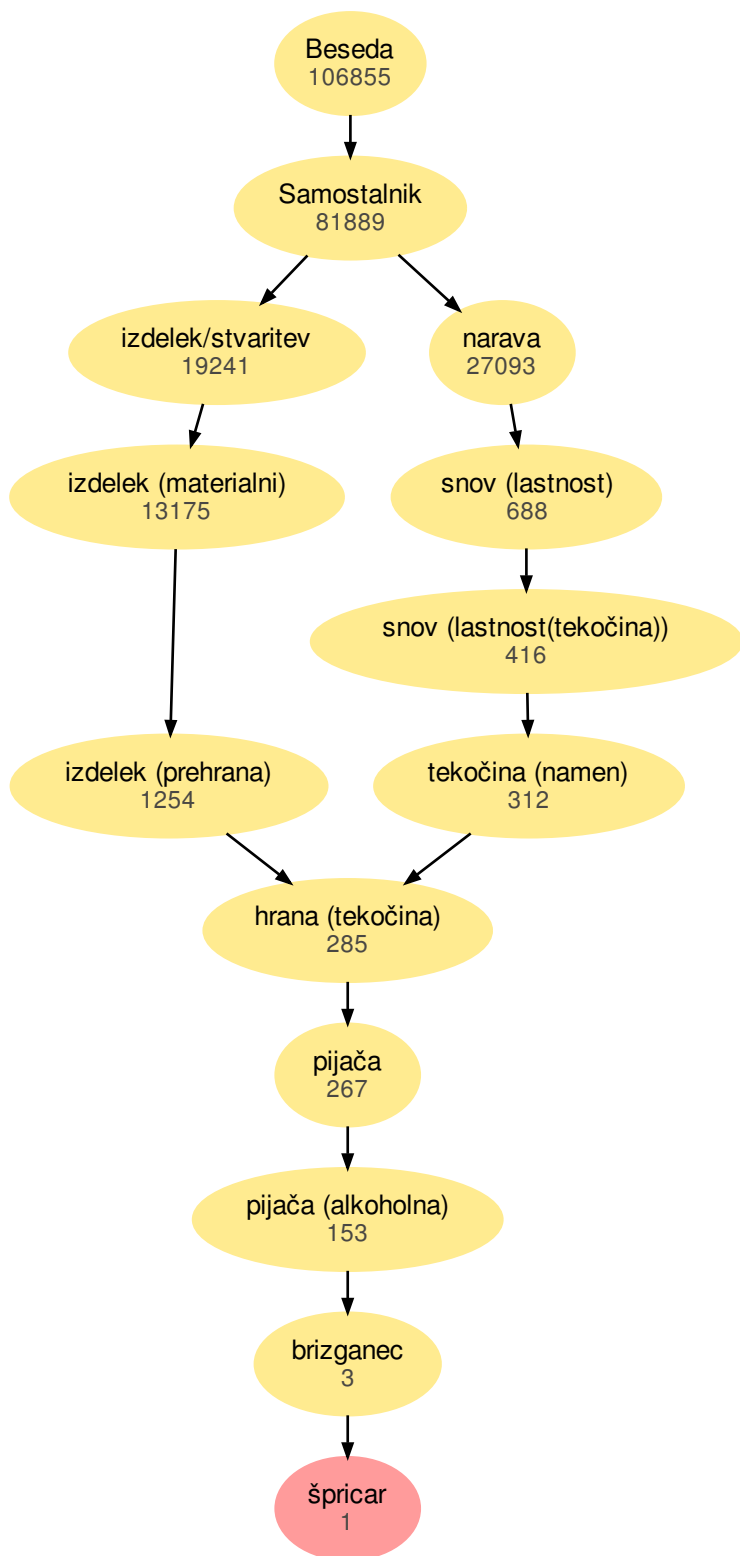 Beseda
106855
Samostalnik
81889
izdelek/stvaritev
19241
narava
27093
izdelek (materialni)
13175
snov (lastnost)
688
snov (lastnost(tekočina))
416
izdelek (prehrana)
1254
tekočina (namen)
312
hrana (tekočina)
285
pijača
267
pijača (alkoholna)
153
brizganec
3
špricar
1